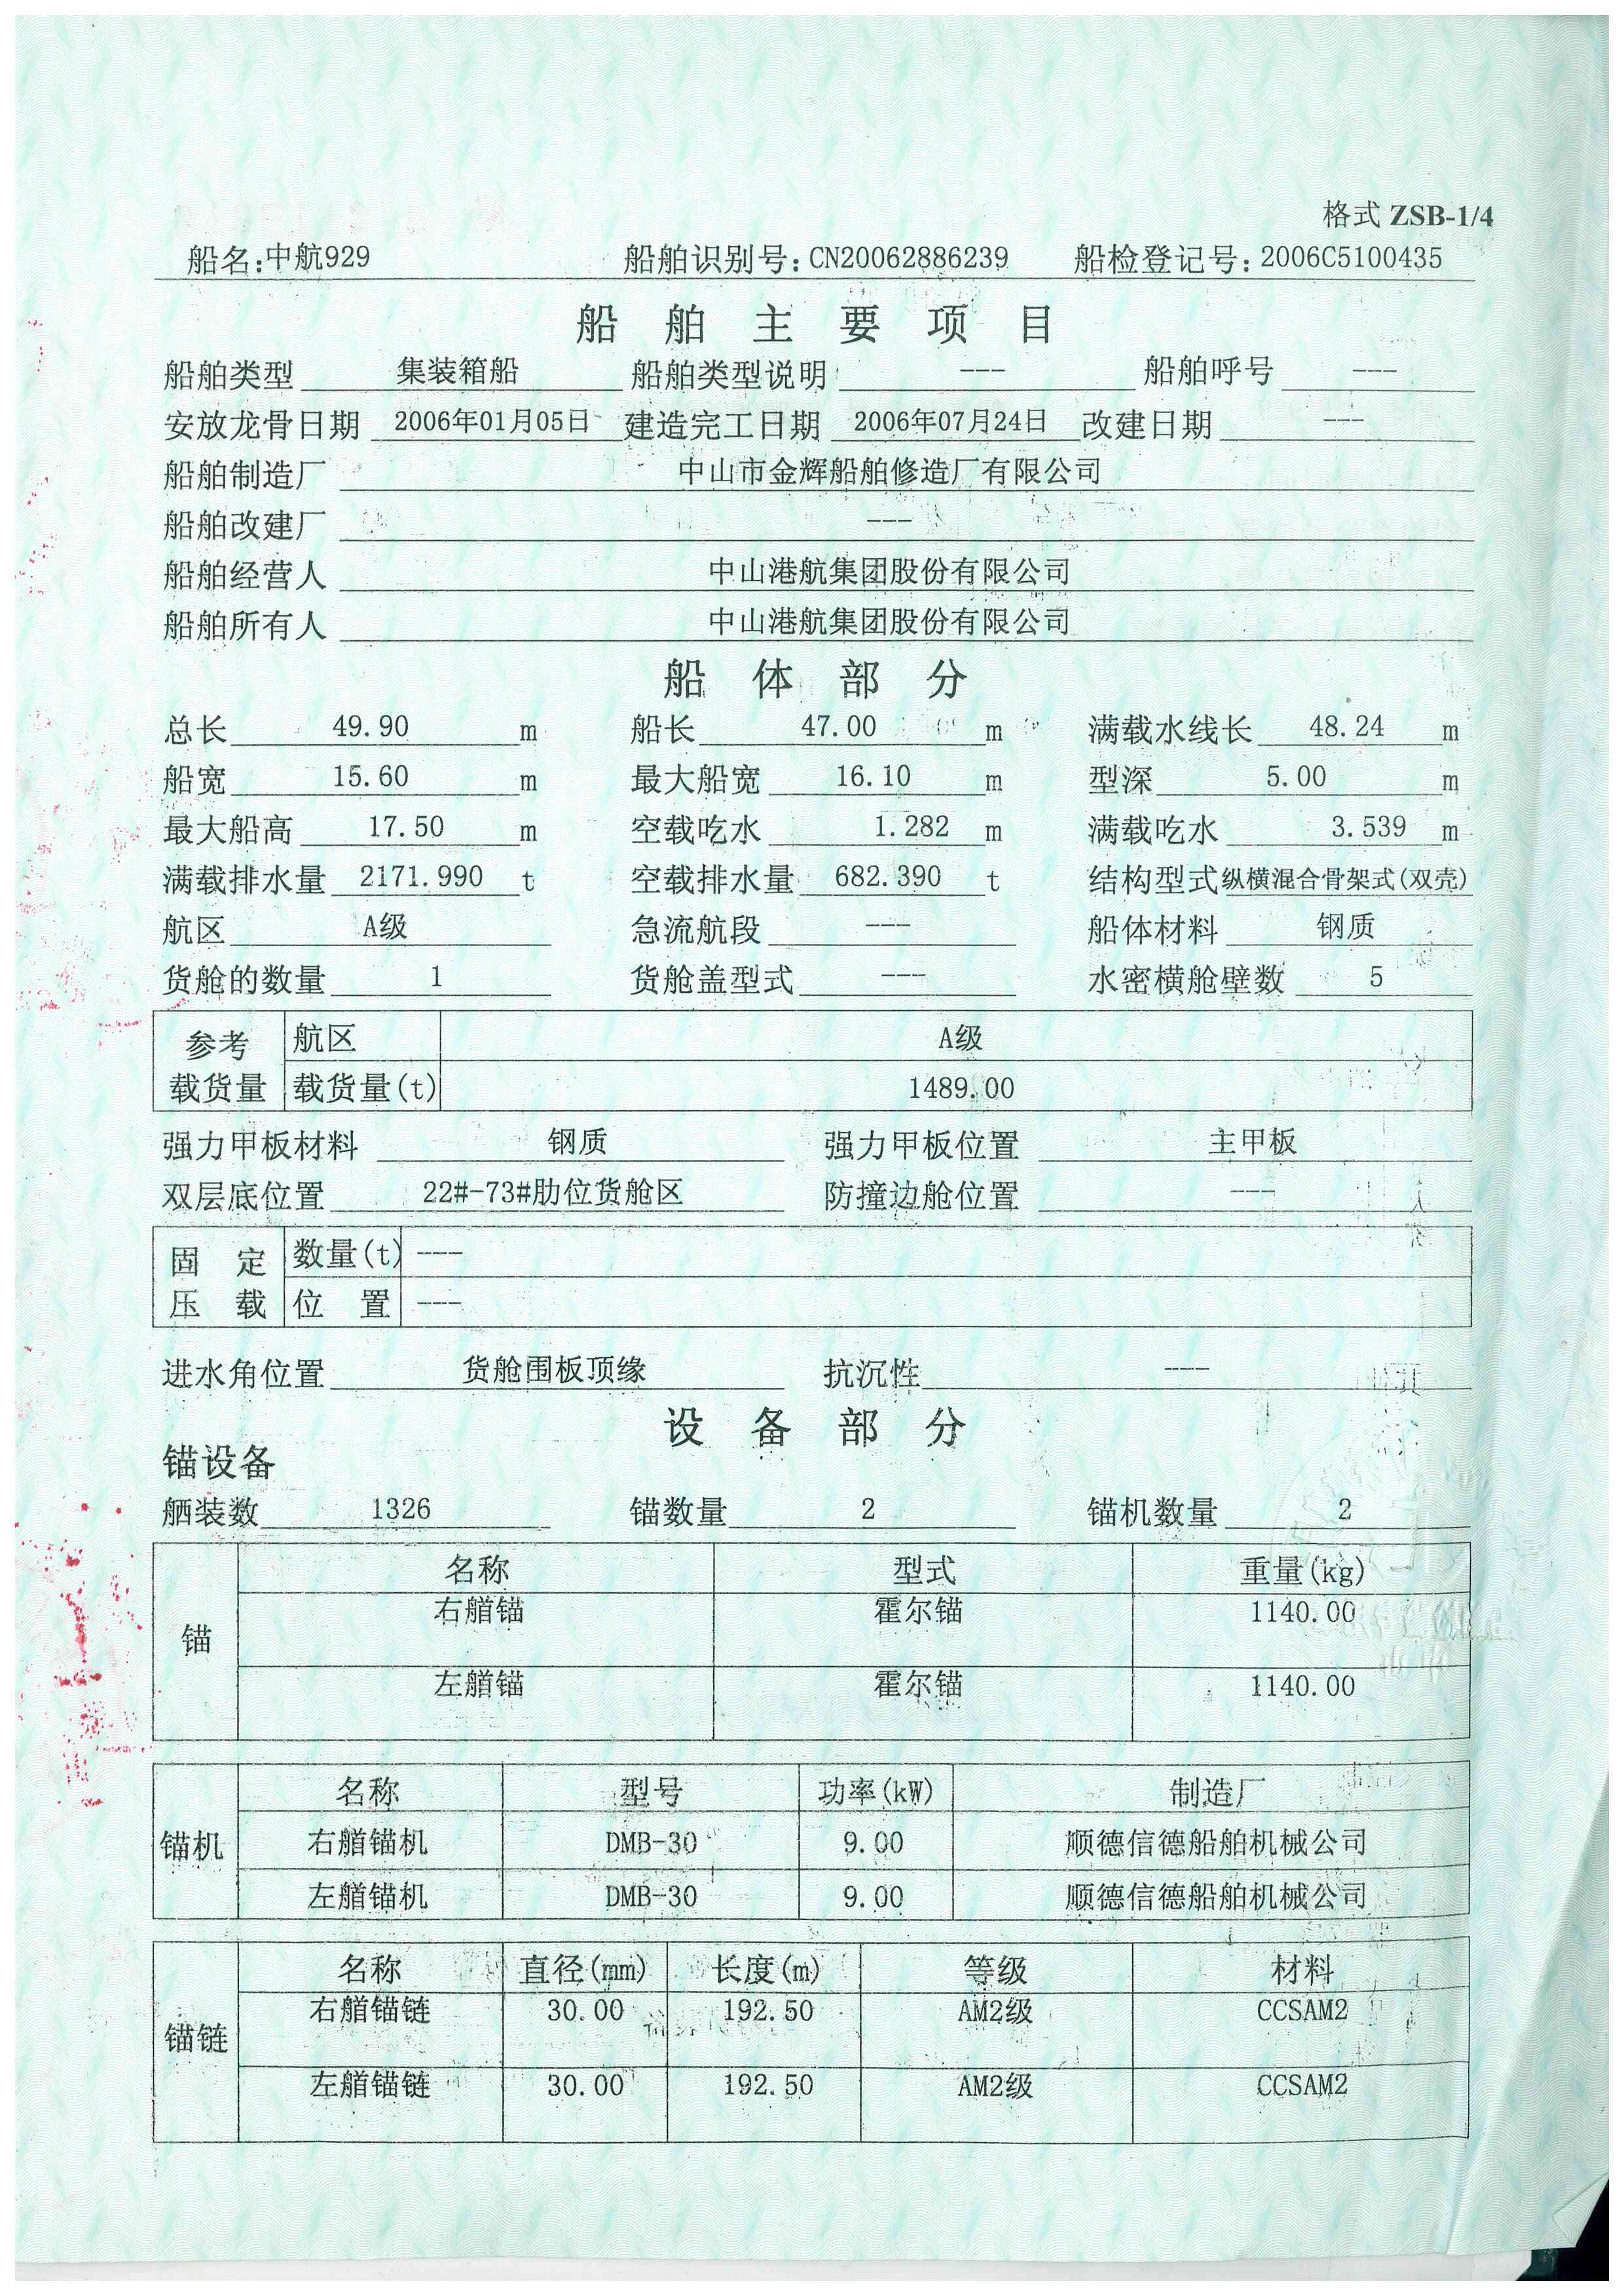 格式 ZSB-1/4
船名:中航929 船舶识别号:CN20062886239 船检登记号:2006C5100435
船舶主要项目
船舶类型 集装箱船 船舶类型说明 --- 船舶呼号 ---
安放龙骨日期 2006年01月05日 建造完工日期 2006年07月24日 改建日期 ---
船舶制造厂 中山市金辉船舶修造厂有限公司
船舶改建厂 ---
船舶经营人 中山港航集团股份有限公司
船舶所有人 中山港航集团股份有限公司
船体部分
总长 49.90 m 船长 47.00 m 满载水线长 48.24 m
船宽 15.60 m 最大船宽 16.10 m 型深 5.00 m
最大船高 17.50 m 空载吃水 1.282 m 满载吃水 3.539 m
满载排水量 2171.990 t 空载排水量 682.390 t 结构型式 纵横混合骨架式(双壳)
航区 A级 急流航段 --- 船体材料 钢质
货舱的数量 1 货舱盖型式 --- 水密横舱壁数 5
参考载货量 航区 A级
载货量(t) 1489.00
强力甲板材料 钢质 强力甲板位置 主甲板
双层底位置 22#-73#肋位货舱区 防撞边舱位置 ---
固定压载 数量(t) ---
位置 ---
进水角位置 货舱围板顶缘 抗沉性 ---
设备部分
锚设备
舾装数 1326 锚数量 2 锚机数量 2
锚 名称 型式 重量(kg)
右艏锚 霍尔锚 1140.00
左艏锚 霍尔锚 1140.00
锚机 名称 型号 功率(kW) 制造厂
右艏锚机 DMB-30 9.00 顺德信德船舶机械公司
左艏锚机 DMB-30 9.00 顺德信德船舶机械公司
锚链 名称 直径(mm) 长度(m) 等级 材料
右艏锚链 30.00 192.50 AM2级 CCSAM2
左艏锚链 30.00 192.50 AM2级 CCSAM2